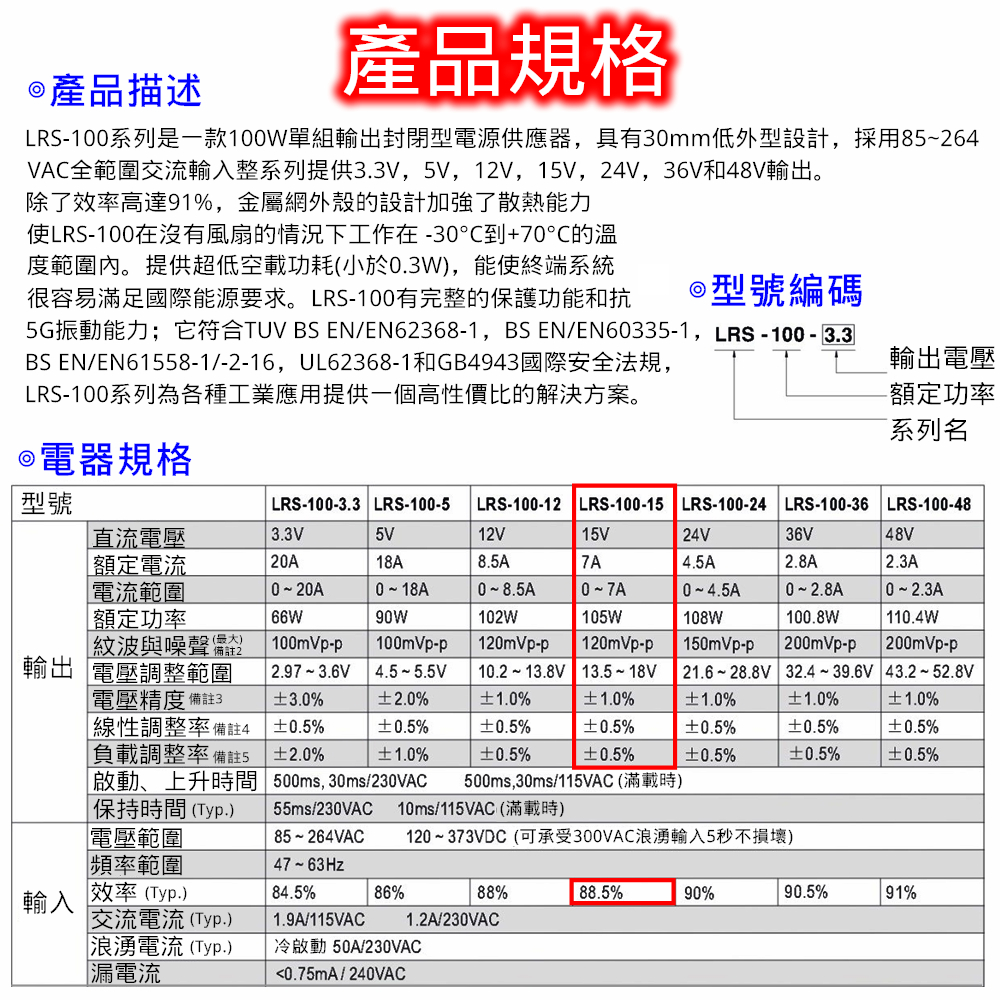 產品規格
◎產品描述
LRS-100系列是一款100W單組輸出封閉型電源供應器，具有30mm低外型設計，採用85~264
VAC全範圍交流輸入整系列提供3.3V，5V，12V，15V，24V，36V和48V輸出。
除了效率高達91%，金屬網外殼的設計加強了散熱能力
使LRS-100在沒有風扇的情況下工作在 -30°C到+70°C的溫
度範圍內。提供超低空載功耗(小於0.3W)，能使終端系統
很容易滿足國際能源要求。LRS-100有完整的保護功能和抗
5G振動能力；它符合TUV BS EN/EN62368-1，BS EN/EN60335-1，
BS EN/EN61558-1/-2-16，UL62368-1和GB4943國際安全法規，
LRS-100系列為各種工業應用提供一個高性價比的解決方案。
◎型號編碼
LRS - 100 - 3.3
輸出電壓
額定功率
系列名
◎電器規格
型號 LRS-100-3.3 LRS-100-5 LRS-100-12 LRS-100-15 LRS-100-24 LRS-100-36 LRS-100-48
輸出
直流電壓 3.3V 5V 12V 15V 24V 36V 48V
額定電流 20A 18A 8.5A 7A 4.5A 2.8A 2.3A
電流範圍 0 ~ 20A 0 ~ 18A 0 ~ 8.5A 0 ~ 7A 0 ~ 4.5A 0 ~ 2.8A 0 ~ 2.3A
額定功率 66W 90W 102W 105W 108W 100.8W 110.4W
紋波與噪聲 (最大) 備註2 100mVp-p 100mVp-p 120mVp-p 120mVp-p 150mVp-p 200mVp-p 200mVp-p
電壓調整範圍 2.97 ~ 3.6V 4.5 ~ 5.5V 10.2 ~ 13.8V 13.5 ~ 18V 21.6 ~ 28.8V 32.4 ~ 39.6V 43.2 ~ 52.8V
電壓精度 備註3 ±3.0% ±2.0% ±1.0% ±1.0% ±1.0% ±1.0% ±1.0%
線性調整率 備註4 ±0.5% ±0.5% ±0.5% ±0.5% ±0.5% ±0.5% ±0.5%
負載調整率 備註5 ±2.0% ±1.0% ±0.5% ±0.5% ±0.5% ±0.5% ±0.5%
啟動、上升時間 500ms, 30ms/230VAC 500ms,30ms/115VAC (滿載時)
保持時間 (Typ.) 55ms/230VAC 10ms/115VAC (滿載時)
輸入
電壓範圍 85 ~ 264VAC 120 ~ 373VDC (可承受300VAC浪湧輸入5秒不損壞)
頻率範圍 47 ~ 63Hz
效率 (Typ.) 84.5% 86% 88% 88.5% 90% 90.5% 91%
交流電流 (Typ.) 1.9A/115VAC 1.2A/230VAC
浪湧電流 (Typ.) 冷啟動 50A/230VAC
漏電流 <0.75mA / 240VAC